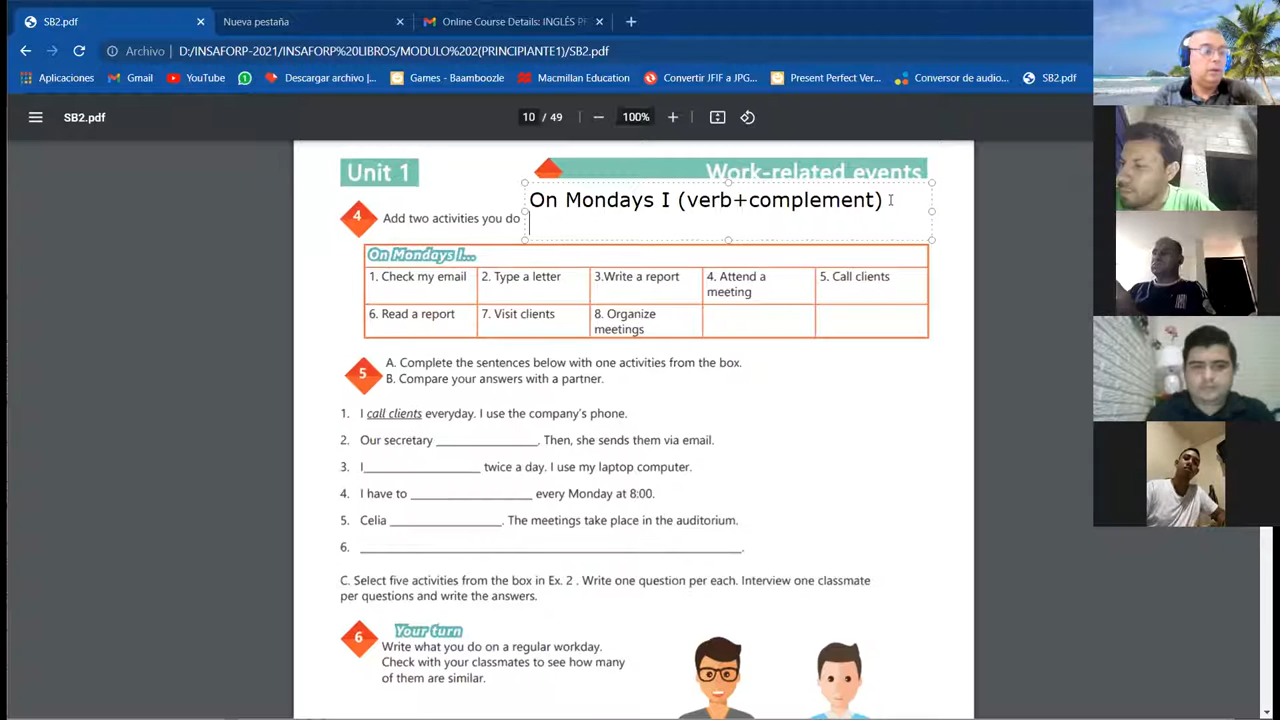 SB2.pdf
Nueva pestaña
Online Course Details: INGLÉS PR
Archivo
D:/INSAFORP-2021/INSAFORP%20LIBROS/MODULO%202(PRINCIPIANTE1)/SB2.pdf
Aplicaciones
Gmail
YouTube
Descargar archivo |...
Games - Baamboozle
Macmillan Education
Convertir JFIF a JPG...
Present Perfect Ver...
Conversor de audio...
SB2.pdf
SB2.pdf
10 / 49
100%
Unit 1
Work-related events
On Mondays I (verb+complement)
4
Add two activities you do
On Mondays I...
1. Check my email
2. Type a letter
3.Write a report
4. Attend a
meeting
5. Call clients
6. Read a report
7. Visit clients
8. Organize
meetings
5
A. Complete the sentences below with one activities from the box.
B. Compare your answers with a partner.
1. I call clients everyday. I use the company's phone.
2. Our secretary ________________. Then, she sends them via email.
3. I__________________ twice a day. I use my laptop computer.
4. I have to ___________________ every Monday at 8:00.
5. Celia _________________. The meetings take place in the auditorium.
6. ____________________________________________________________.
C. Select five activities from the box in Ex. 2 . Write one question per each. Interview one classmate
per questions and write the answers.
6
Your turn
Write what you do on a regular workday.
Check with your classmates to see how many
of them are similar.